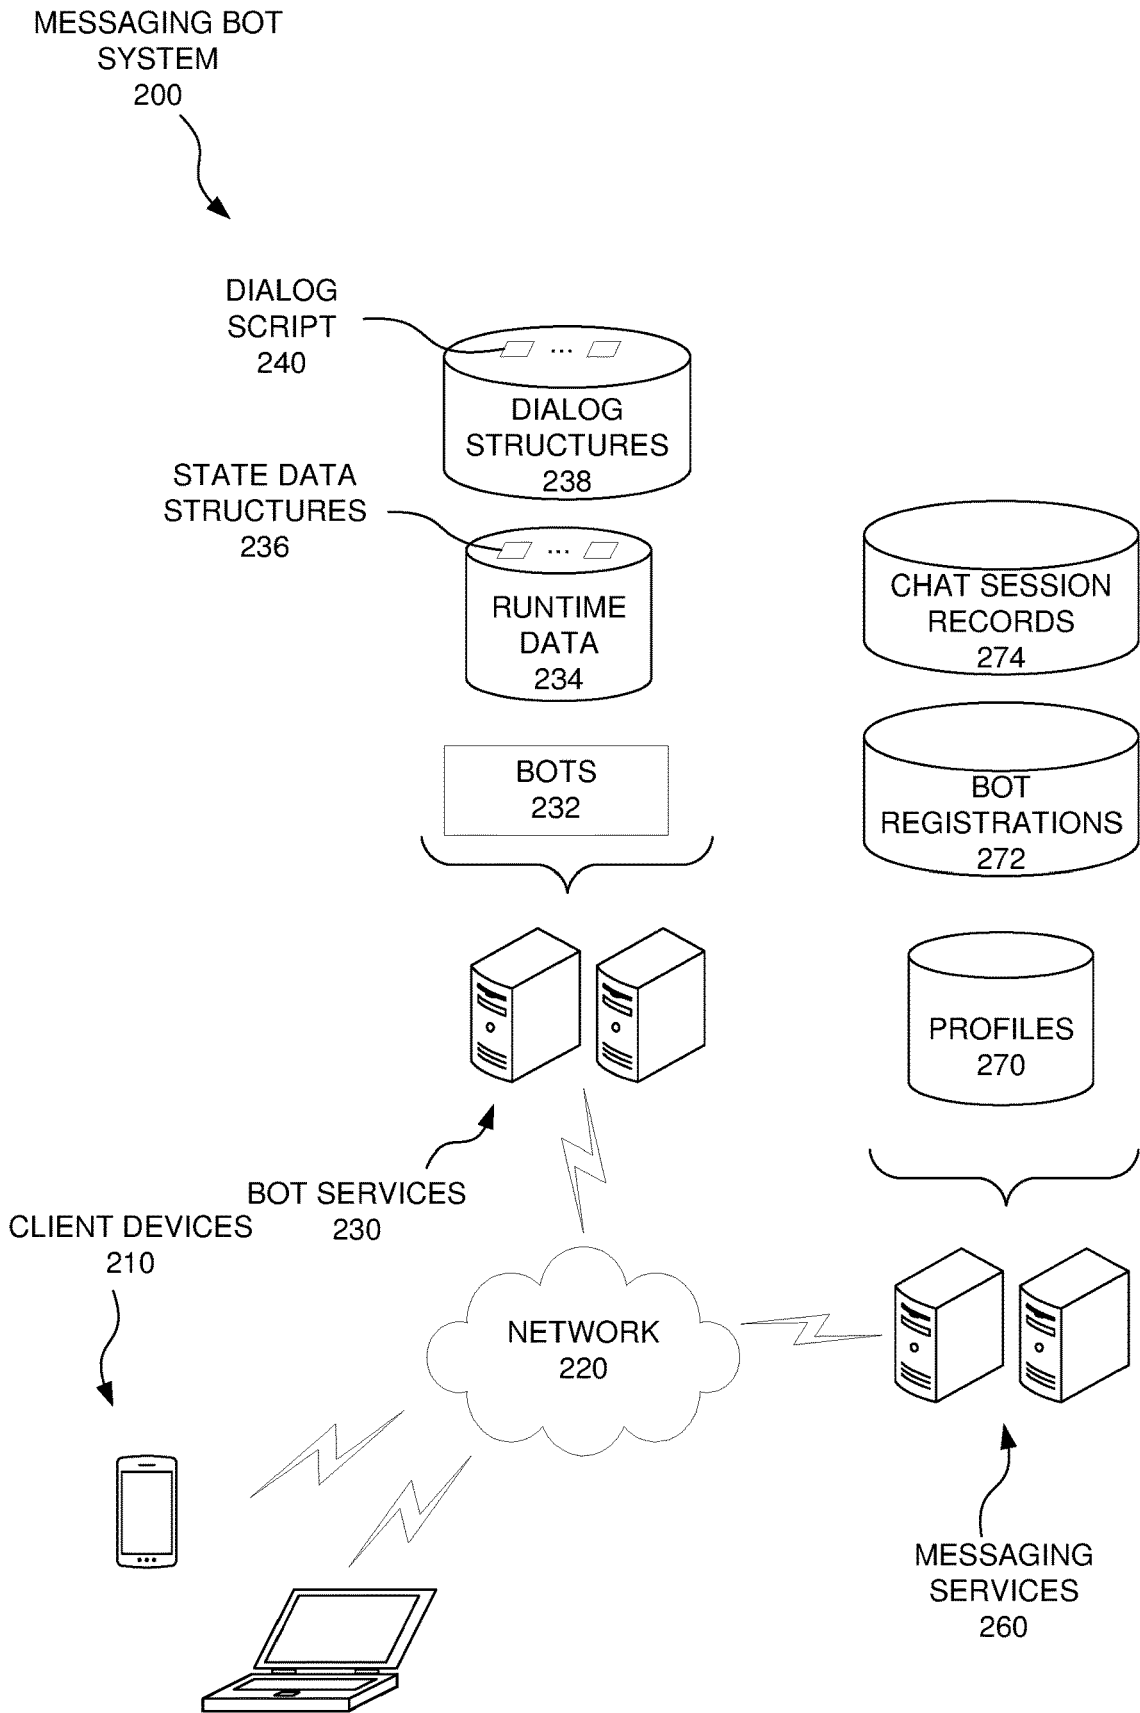 MESSAGING BOT
SYSTEM
200
DIALOG
SCRIPT
240
...
DIALOG
STRUCTURES
238
STATE DATA
STRUCTURES
236
...
RUNTIME
DATA
234
CHAT SESSION
RECORDS
274
BOTS
232
BOT
REGISTRATIONS
272
PROFILES
270
BOT SERVICES
230
CLIENT DEVICES
210
NETWORK
220
MESSAGING
SERVICES
260